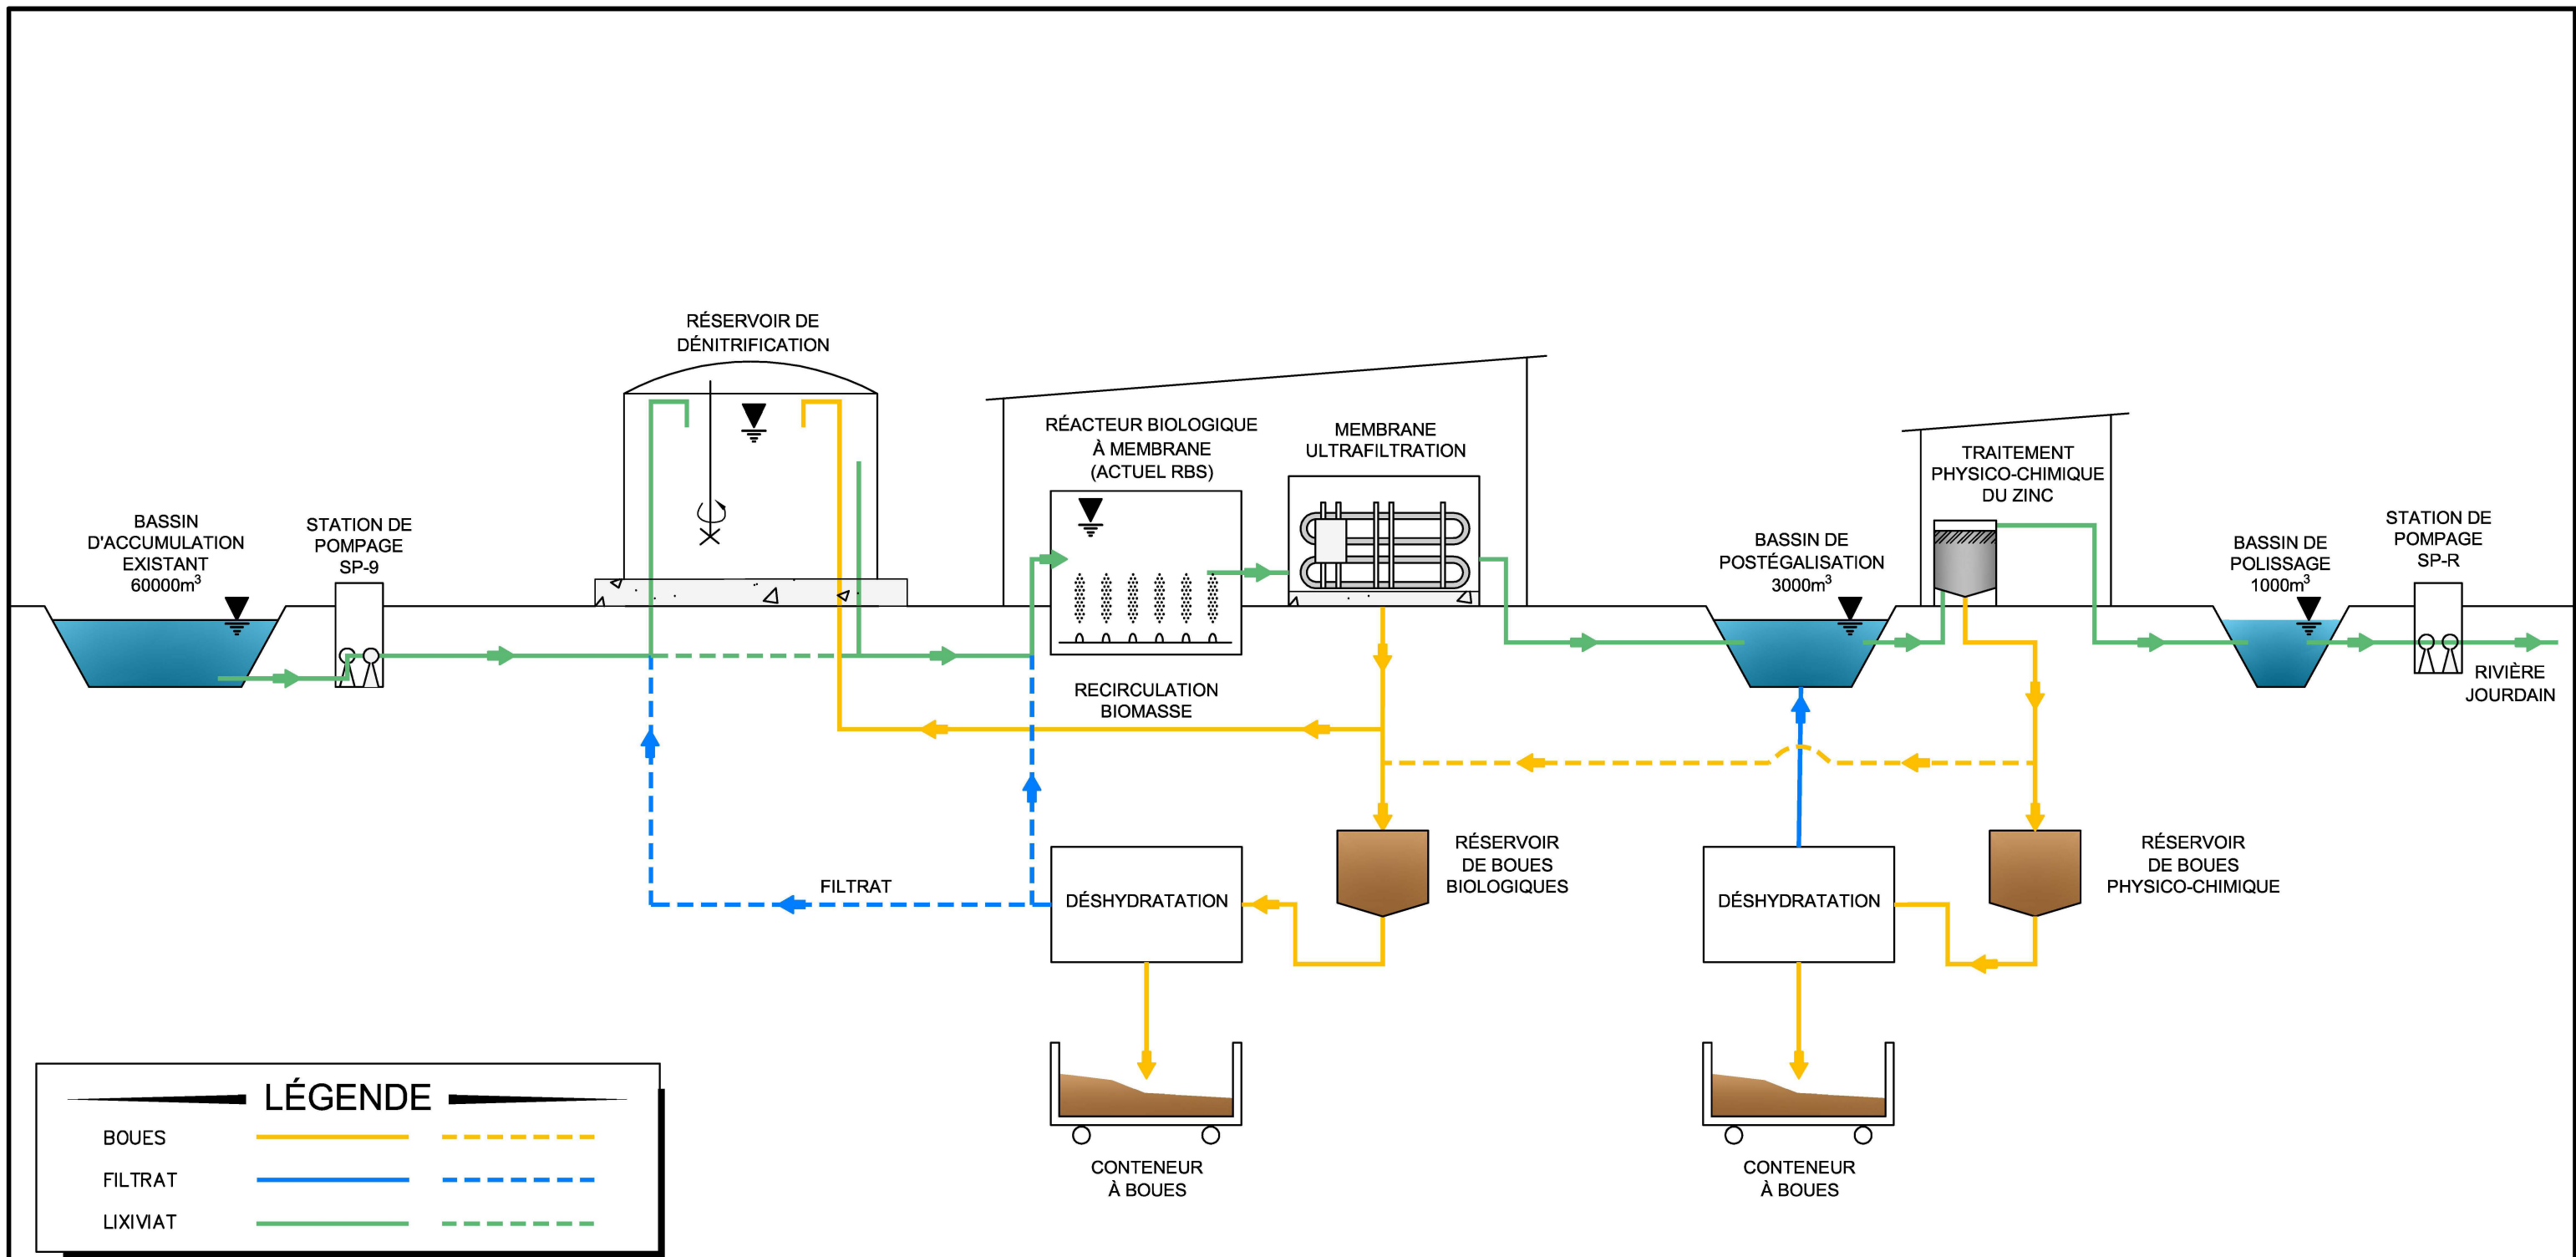 RÉSERVOIR DE
DÉNITRIFICATION
RÉACTEUR BIOLOGIQUE
À MEMBRANE
(ACTUEL RBS)
MEMBRANE
ULTRAFILTRATION
TRAITEMENT
PHYSICO-CHIMIQUE
DU ZINC
BASSIN
D'ACCUMULATION
EXISTANT
60000m³
STATION DE
POMPAGE
SP-9
BASSIN DE
POSTÉGALISATION
3000m³
BASSIN DE
POLISSAGE
1000m³
STATION DE
POMPAGE
SP-R
RIVIÈRE
JOURDAIN
RECIRCULATION
BIOMASSE
FILTRAT
DÉSHYDRATATION
RÉSERVOIR
DE BOUES
BIOLOGIQUES
DÉSHYDRATATION
RÉSERVOIR
DE BOUES
PHYSICO-CHIMIQUE
CONTENEUR
À BOUES
CONTENEUR
À BOUES
LÉGENDE
BOUES
FILTRAT
LIXIVIAT